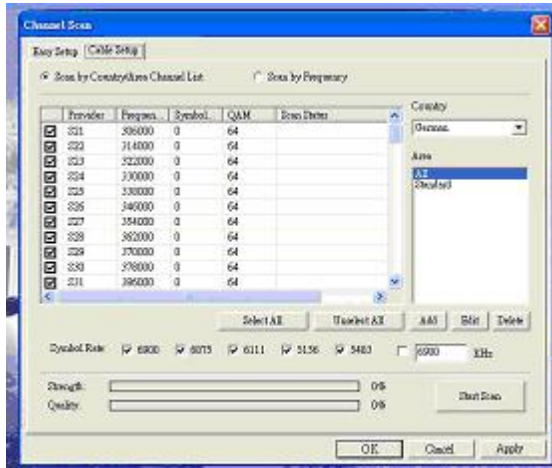 Channel Scan
Easy Setup Cable Setup
Scan by Country/Area Channel List Scan by Frequency
Provider Frequen... Symbol... QAM Scan Status
S21 306000 0 64
S22 314000 0 64
S23 322000 0 64
S24 330000 0 64
S25 338000 0 64
S26 346000 0 64
S27 354000 0 64
S28 362000 0 64
S29 370000 0 64
S30 378000 0 64
S31 386000 0 64
Country
German
Area
All
Standard
Select All Unselect All Add Edit Delete
Symbol Rate 6900 6875 6111 5156 5483 6900 KHz
Strength: 0%
Quality: 0%
Start Scan
OK Cancel Apply